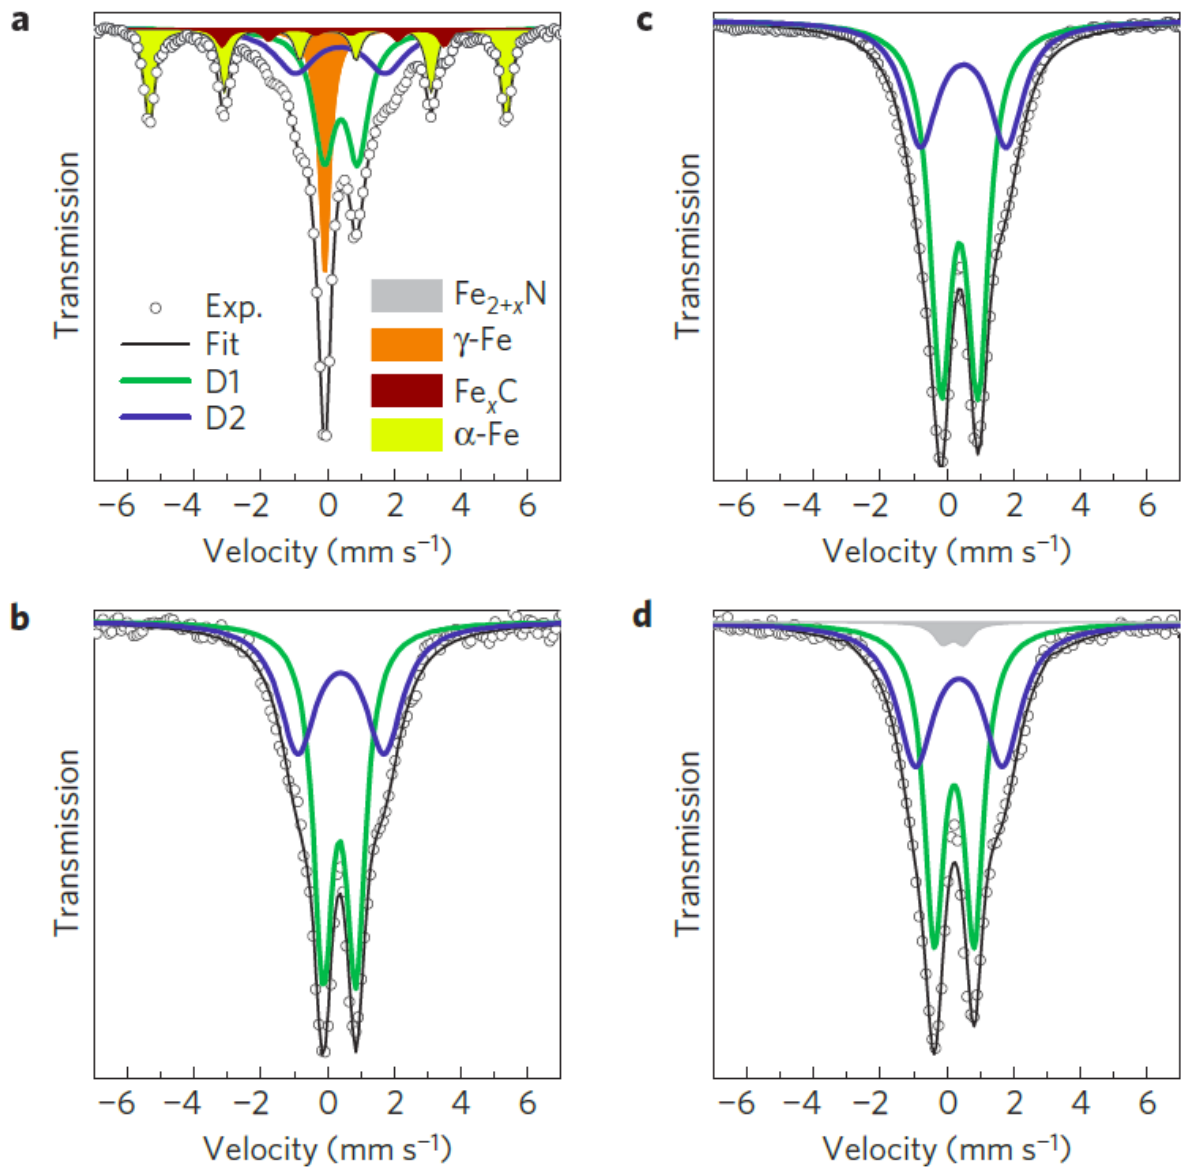 a
Transmission
Exp.
Fit
D1
D2
Fe₂₊ₓN
γ-Fe
FeₓC
α-Fe
−6 −4 −2 0 2 4 6
Velocity (mm s⁻¹)
c
Transmission
−6 −4 −2 0 2 4 6
Velocity (mm s⁻¹)
b
Transmission
−6 −4 −2 0 2 4 6
Velocity (mm s⁻¹)
d
Transmission
−6 −4 −2 0 2 4 6
Velocity (mm s⁻¹)